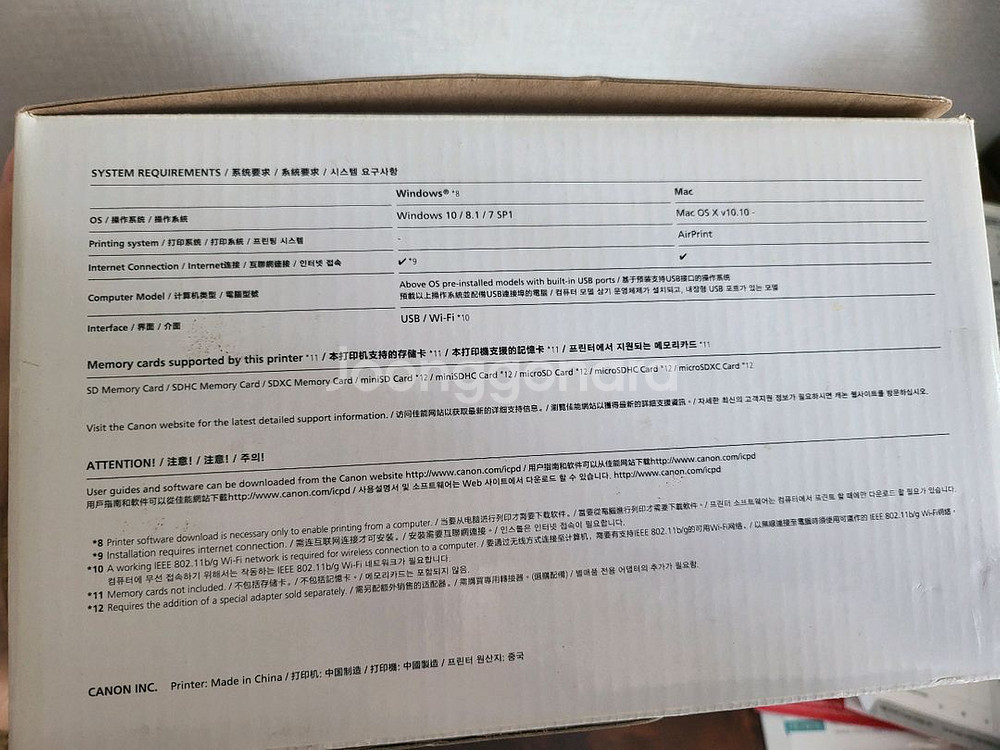 SYSTEM REQUIREMENTS / 系统要求 / 系統要求 / 시스템 요구사항
Windows® *8 Mac
OS / 操作系统 / 操作系統 Windows 10 / 8.1 / 7 SP1 Mac OS X v10.10 -
Printing system / 打印系统 / 打印系統 / 프린팅 시스템 - AirPrint
Internet Connection / Internet连接 / 互聯網連接 / 인터넷 접속 ✔ *9 ✔
Computer Model / 计算机类型 / 電腦型號 Above OS pre-installed models with built-in USB ports / 基于预装支持USB接口的操作系统
預載以上操作系統並配備USB連接埠的電腦 / 컴퓨터 모델 상기 운영체제가 설치되고, 내장형 USB 포트가 있는 모델
Interface / 界面 / 介面 USB / Wi-Fi *10
Memory cards supported by this printer *11 / 本打印机支持的存储卡 *11 / 本打印機支援的記憶卡 *11 / 프린터에서 지원되는 메모리카드 *11
SD Memory Card / SDHC Memory Card / SDXC Memory Card / miniSD Card *12 / miniSDHC Card *12 / microSD Card *12 / microSDHC Card *12 / microSDXC Card *12
Joonggonara
Visit the Canon website for the latest detailed support information. / 访问佳能网站以获取最新的详细支持信息。 / 瀏覽佳能網站以獲得最新的詳細支援資訊。 / 자세한 최신의 고객지원 정보가 필요하시면 캐논 웹사이트를 방문하십시오.
ATTENTION! / 注意! / 注意! / 주의!
User guides and software can be downloaded from the Canon website http://www.canon.com/icpd / 用户指南和软件可以从佳能网站下载http://www.canon.com/icpd
用戶指南和軟件可以從佳能網站下載http://www.canon.com/icpd / 사용설명서 및 소프트웨어는 Web 사이트에서 다운로드 할 수 있습니다. http://www.canon.com/icpd
*8 Printer software download is necessary only to enable printing from a computer. / 当要从电脑进行列印才需要下载软件。 / 當要從電腦進行列印才需要下載軟件。 / 프린터 소프트웨어는 컴퓨터에서 프린트 할 때에만 다운로드 할 필요가 있습니다.
*9 Installation requires internet connection. / 需连互联网连接才可安装。 / 安裝需要互聯網連接。 / 인스톨은 인터넷 접속이 필요합니다.
*10 A working IEEE 802.11b/g Wi-Fi network is required for wireless connection to a computer. / 要通过无线方式连接至计算机，需要有支持IEEE 802.11b/g的可用Wi-Fi网络。 / 以無線連接至電腦時須使用可運作的 IEEE 802.11b/g Wi-Fi網絡。
컴퓨터에 무선 접속하기 위해서는 작동하는 IEEE 802.11b/g Wi-Fi 네트워크가 필요합니다.
*11 Memory cards not included. / 不包括存储卡。 / 不包括記憶卡。 / 메모리카드는 포함되지 않음.
*12 Requires the addition of a special adapter sold separately. / 需另配额外销售的适配器。 / 需購買專用轉接器。(選購配備) / 별매품 전용 어댑터의 추가가 필요함.
CANON INC. Printer: Made in China / 打印机: 中国制造 / 打印機: 中國製造 / 프린터 원산지: 중국